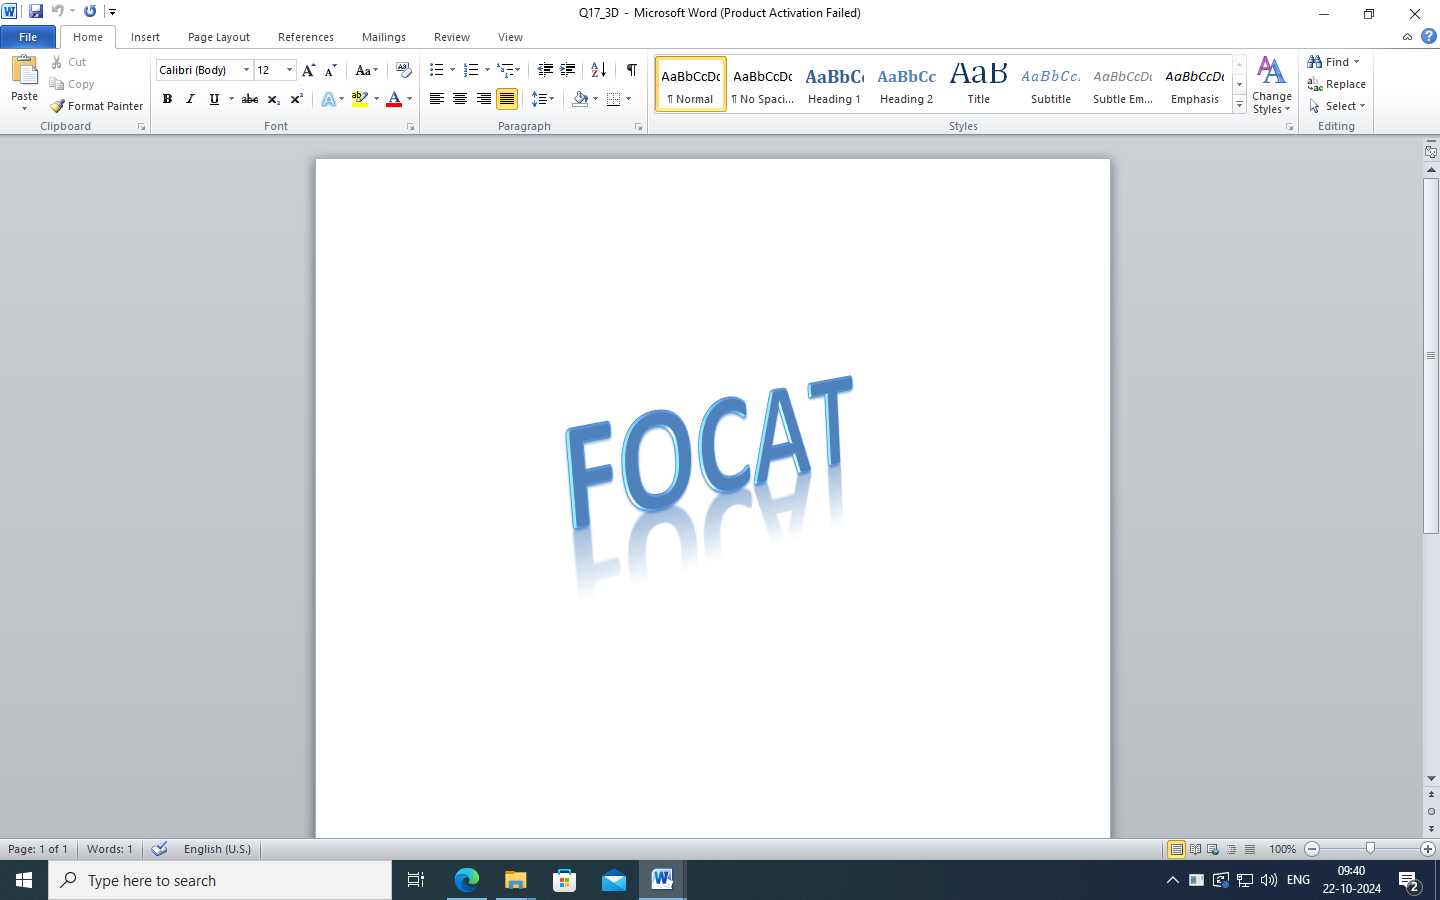 Q17_3D - Microsoft Word (Product Activation Failed)
File Home Insert Page Layout References Mailings Review View
Paste
Cut
Copy
Format Painter
Clipboard
Calibri (Body) 12
Font
Paragraph
AaBbCcDc AaBbCcDc AaBbCc AaBbCc AaB AaBbCc. AaBbCcDc AaBbCcDc
¶ Normal ¶ No Spaci... Heading 1 Heading 2 Title Subtitle Subtle Em... Emphasis
Styles
Change Styles
Find
Replace
Select
Editing
FOCAT
Page: 1 of 1 Words: 1 English (U.S.) 100%
Type here to search
ENG
09:40
22-10-2024
2